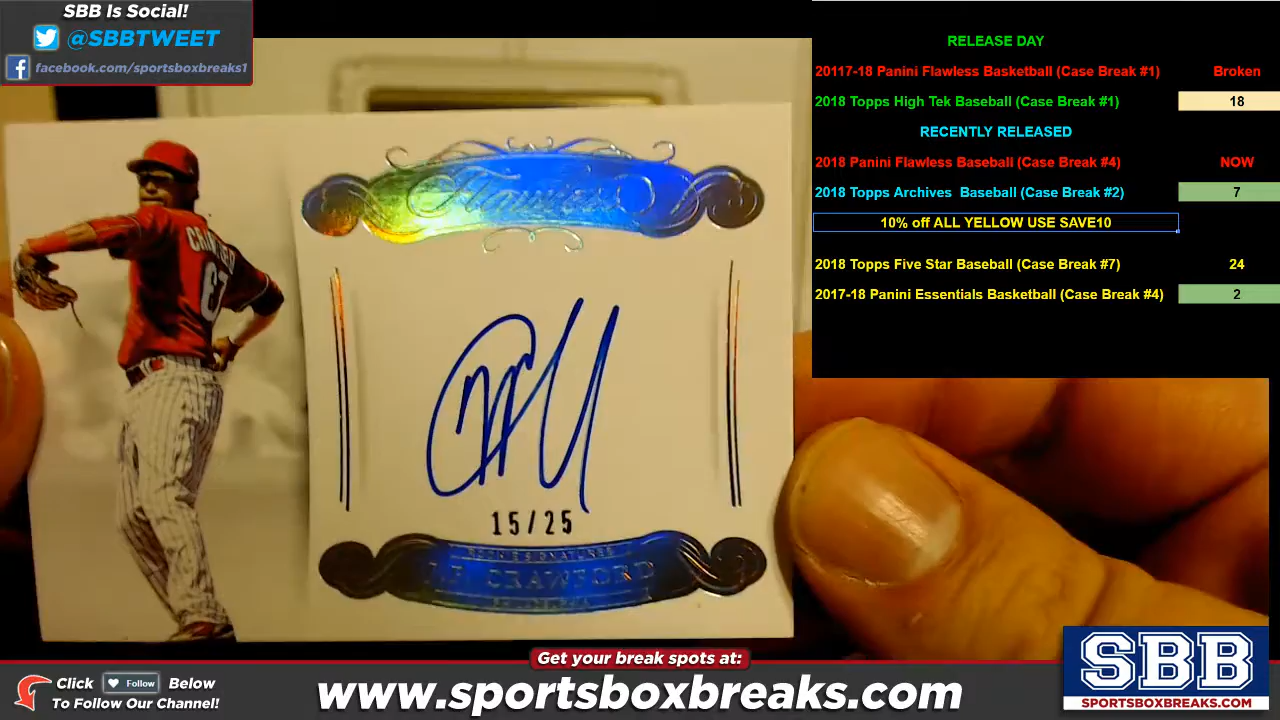 SBB Is Social!
@SBBTWEET
facebook.com/sportsboxbreaks1
RELEASE DAY
20117-18 Panini Flawless Basketball (Case Break #1) Broken
2018 Topps High Tek Baseball (Case Break #1) 18
RECENTLY RELEASED
2018 Panini Flawless Baseball (Case Break #4) NOW
2018 Topps Archives Baseball (Case Break #2) 7
10% off ALL YELLOW USE SAVE10
2018 Topps Five Star Baseball (Case Break #7) 24
2017-18 Panini Essentials Basketball (Case Break #4) 2
Flawless
15/25
ROOKIE SIGNATURES
J.P. CRAWFORD
Get your break spots at:
Click Follow Below
To Follow Our Channel!
www.sportsboxbreaks.com
SBB
SPORTSBOXBREAKS.COM